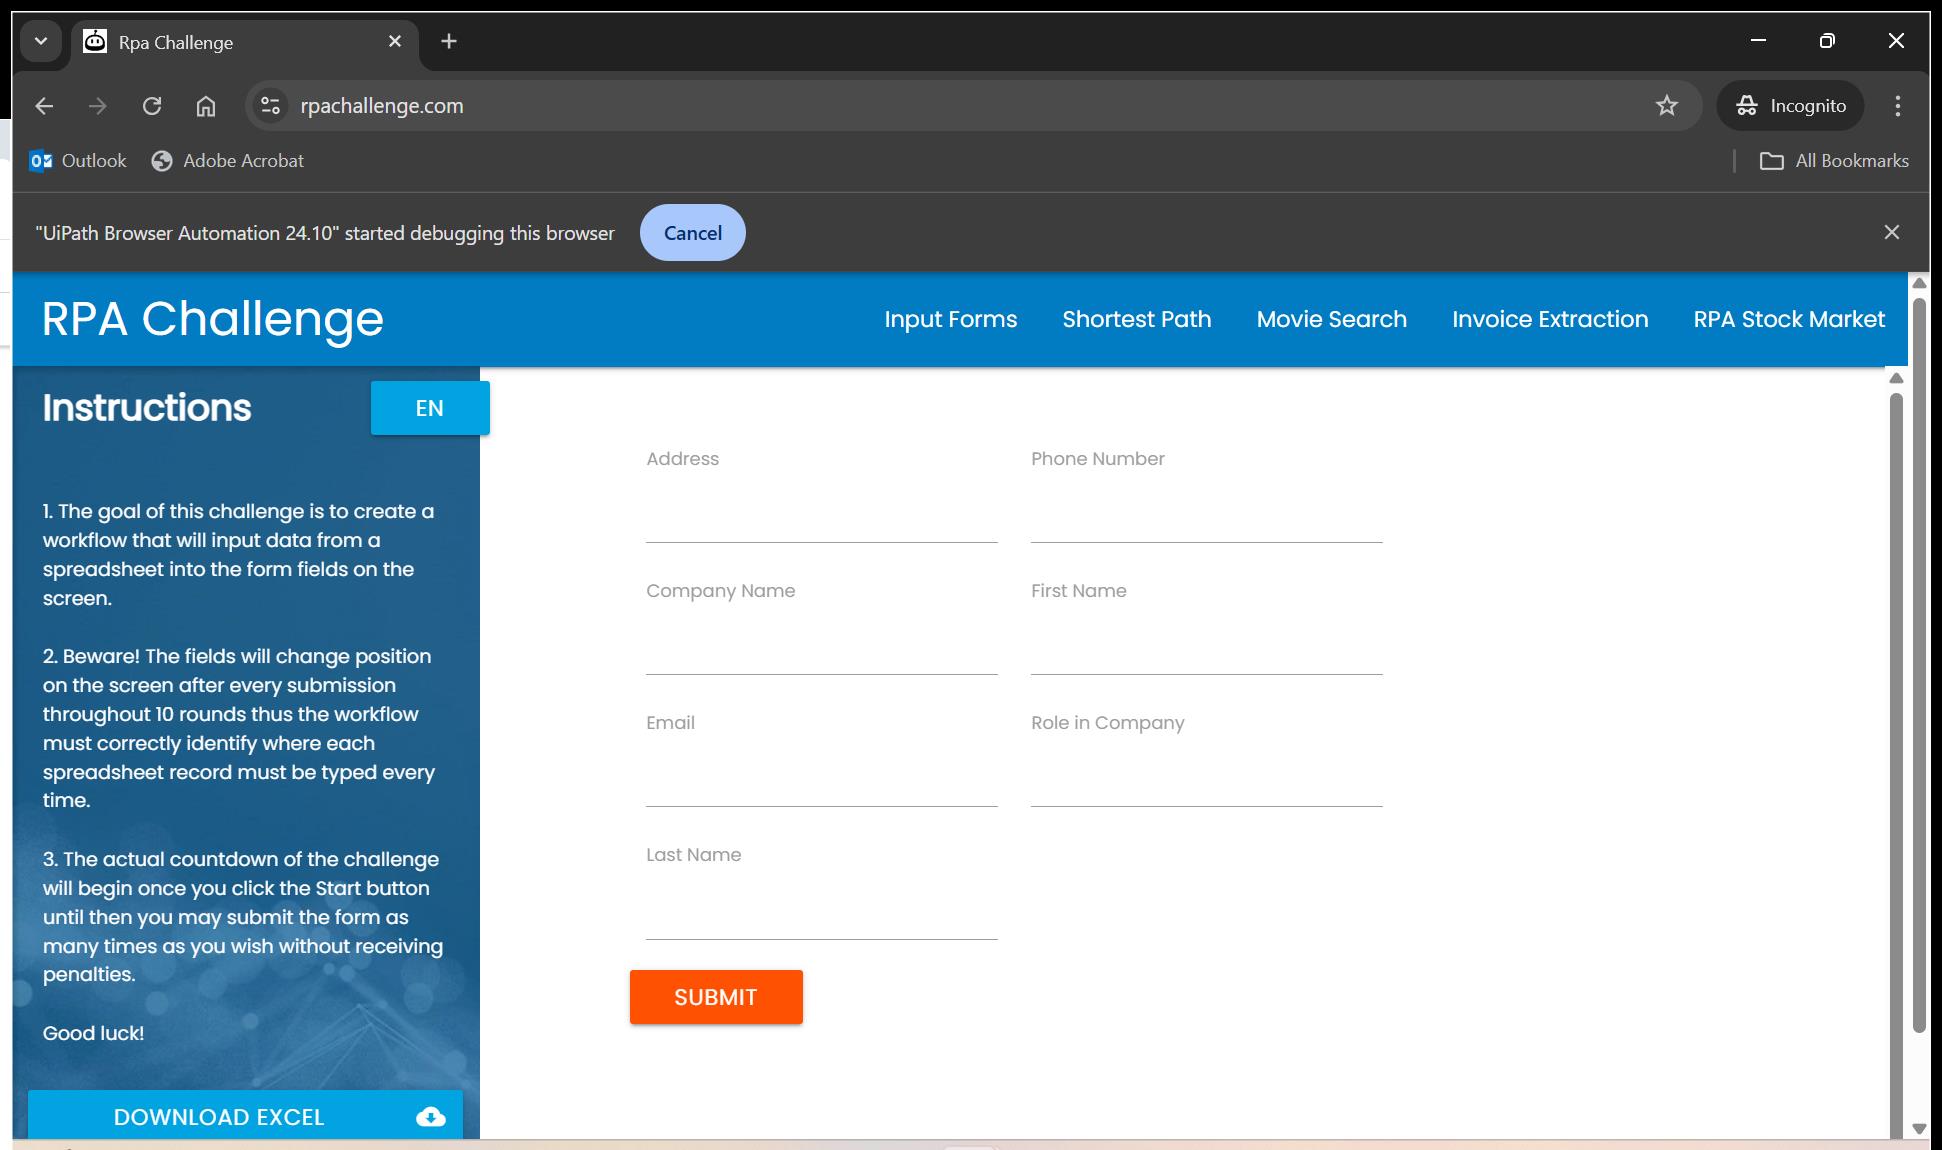 Rpa Challenge
rpachallenge.com
Incognito
Outlook
Adobe Acrobat
All Bookmarks
"UiPath Browser Automation 24.10" started debugging this browser
Cancel
RPA Challenge
Input Forms
Shortest Path
Movie Search
Invoice Extraction
RPA Stock Market
Instructions
EN
1. The goal of this challenge is to create a
workflow that will input data from a
spreadsheet into the form fields on the
screen.
2. Beware! The fields will change position
on the screen after every submission
throughout 10 rounds thus the workflow
must correctly identify where each
spreadsheet record must be typed every
time.
3. The actual countdown of the challenge
will begin once you click the Start button
until then you may submit the form as
many times as you wish without receiving
penalties.
Good luck!
DOWNLOAD EXCEL
Address
Phone Number
Company Name
First Name
Email
Role in Company
Last Name
SUBMIT